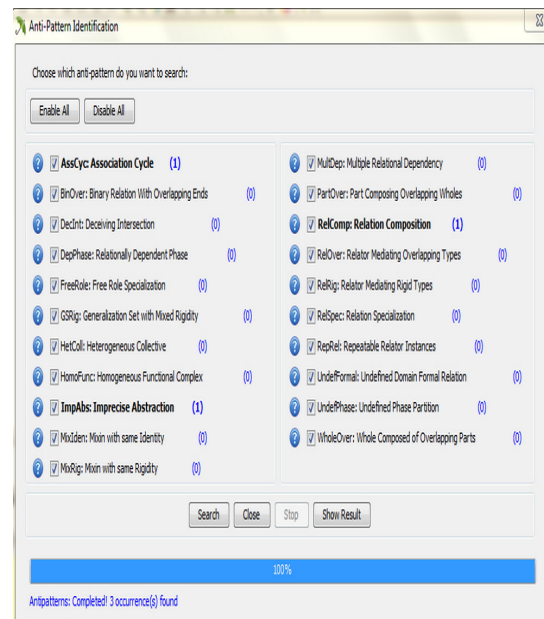 Anti-Pattern Identification
Choose which anti-pattern do you want to search:
Enable All Disable All
AssCyc: Association Cycle (1)
BinOver: Binary Relation With Overlapping Ends (0)
DecInt: Deceiving Intersection (0)
DepPhase: Relationally Dependent Phase (0)
FreeRole: Free Role Specialization (0)
GSRig: Generalization Set with Mixed Rigidity (0)
HetColl: Heterogeneous Collective (0)
HomoFunc: Homogeneous Functional Complex (0)
ImpAbs: Imprecise Abstraction (1)
MixIden: Mixin with same Identity (0)
MixRig: Mixin with same Rigidity (0)
MultDep: Multiple Relational Dependency (0)
PartOver: Part Composing Overlapping Wholes (0)
RelComp: Relation Composition (1)
RelOver: Relator Mediating Overlapping Types (0)
RelRig: Relator Mediating Rigid Types (0)
RelSpec: Relation Specialization (0)
RepRel: Repeatable Relator Instances (0)
UndefFormal: Undefined Domain Formal Relation (0)
UndefPhase: Undefined Phase Partition (0)
WholeOver: Whole Composed of Overlapping Parts (0)
Search Close Stop Show Result
100%
Antipatterns: Completed! 3 occurrence(s) found